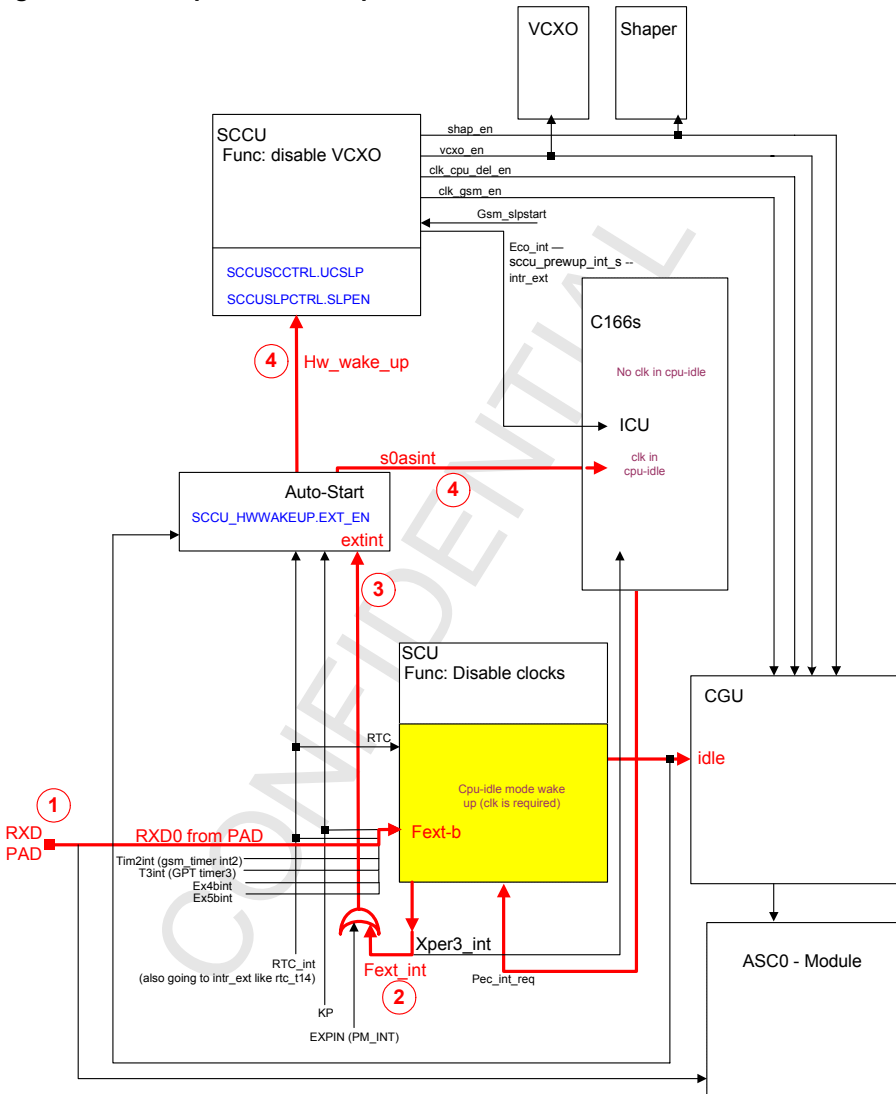 VCXO
Shaper
SCCU
Func: disable VCXO
shap_en
vcxo_en
clk_cpu_del_en
clk_gsm_en
Gsm_slpstart
Eco_int —
sccu_prewup_int_s --
intr_ext
SCCUSCCTRL.UCSLP
SCCUSLPCTRL.SLPEN
C166s
No clk in cpu-idle
ICU
clk in
cpu-idle
4
Hw_wake_up
s0asint
4
Auto-Start
SCCU_HWWAKEUP.EXT_EN
extint
3
SCU
Func: Disable clocks
CGU
RTC
idle
Cpu-idle mode wake
up (clk is required)
1
RXD
PAD
RXD0 from PAD
Fext-b
Tim2int (gsm_timer int2)
T3int (GPT timer3)
Ex4bint
Ex5bint
Xper3_int
ASC0 - Module
RTC_int
(also going to intr_ext like rtc_t14)
Fext_int
Pec_int_req
2
KP
EXPIN (PM_INT)
CONFIDENTIAL